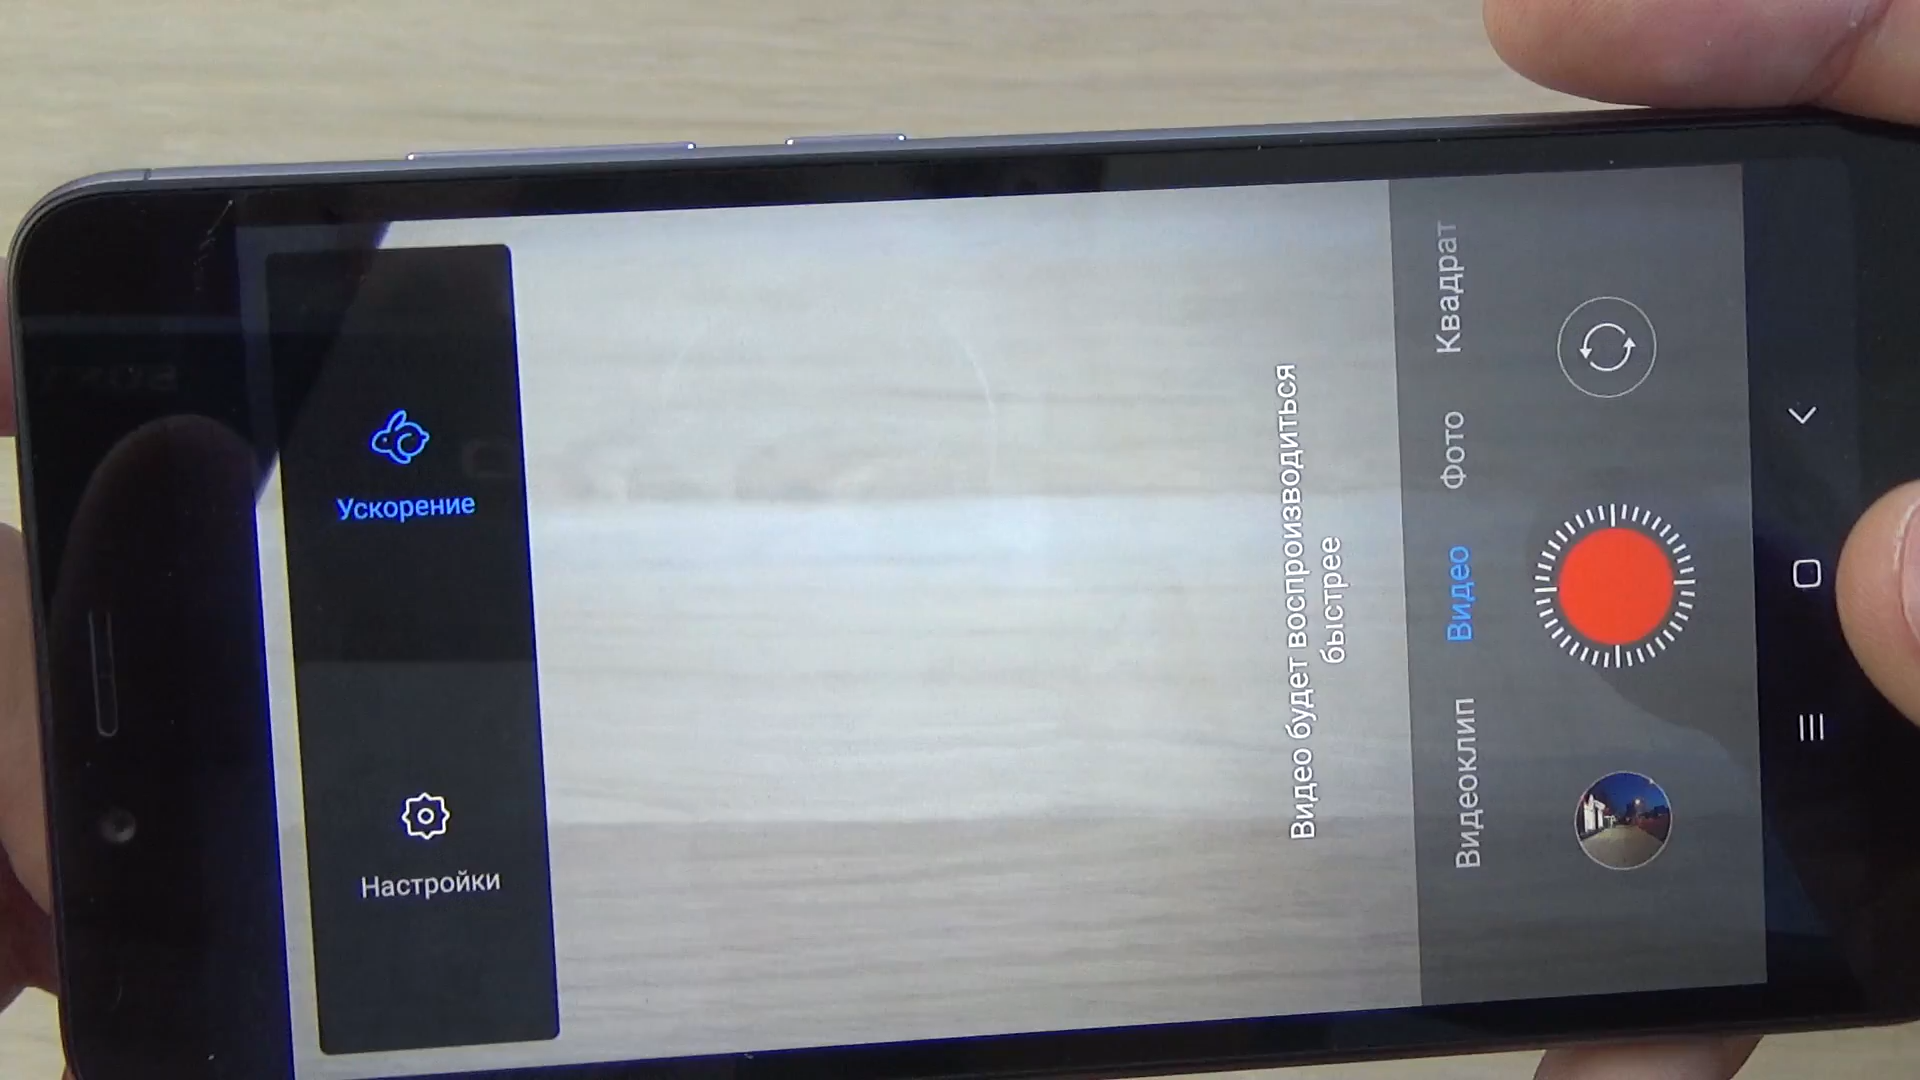 Ускорение
Настройки
Видео будет воспроизводиться
быстрее
Видеоклип
Видео
Фото
Квадрат